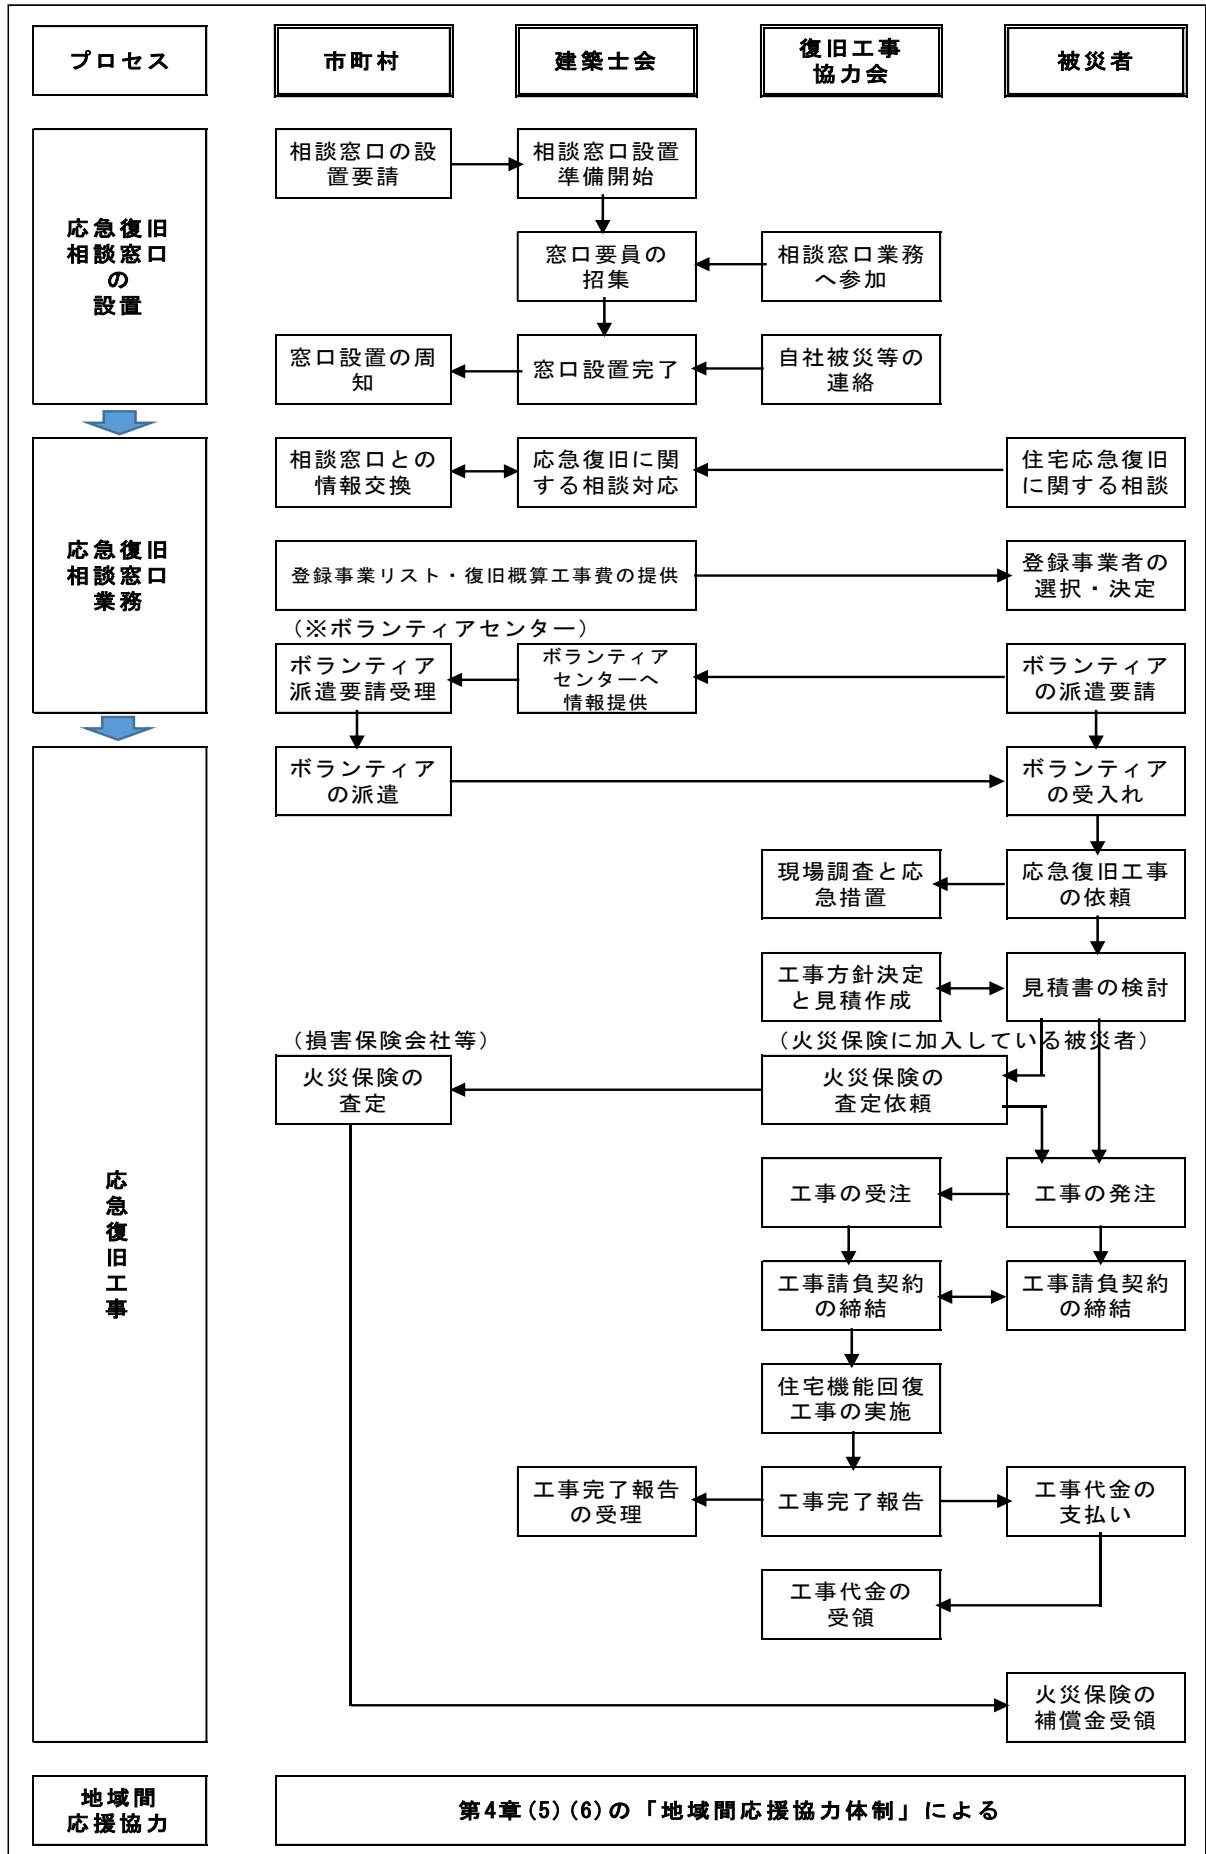 プロセス
市町村
建築士会
復旧工事
協力会
被災者
応急復旧
相談窓口
の
設置
相談窓口の設
置要請
相談窓口設置
準備開始
窓口要員の
招集
相談窓口業務
へ参加
窓口設置の周
知
窓口設置完了
自社被災等の
連絡
応急復旧
相談窓口
業務
相談窓口との
情報交換
応急復旧に関
する相談対応
住宅応急復旧
に関する相談
登録事業リスト・復旧概算工事費の提供
登録事業者の
選択・決定
（※ボランティアセンター）
ボランティア
派遣要請受理
ボランティア
センターへ
情報提供
ボランティア
の派遣要請
応
急
復
旧
工
事
ボランティア
の派遣
ボランティア
の受入れ
現場調査と応
急措置
応急復旧工事
の依頼
工事方針決定
と見積作成
見積書の検討
（損害保険会社等）
（火災保険に加入している被災者）
火災保険の
査定
火災保険の
査定依頼
工事の受注
工事の発注
工事請負契約
の締結
工事請負契約
の締結
住宅機能回復
工事の実施
工事完了報告
の受理
工事完了報告
工事代金の
支払い
工事代金の
受領
火災保険の
補償金受領
地域間
応援協力
第4章(5)(6)の「地域間応援協力体制」による